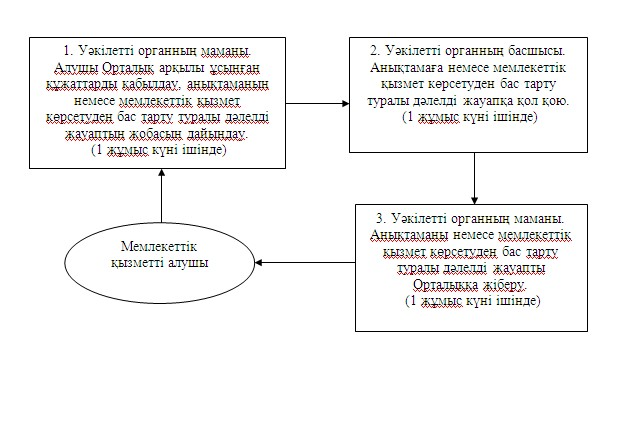 1. Уәкілетті органның маманы.
Алушы Орталық арқылы ұсынған
құжаттарды қабылдау, анықтаманың
немесе мемлекеттік қызмет
көрсетуден бас тарту туралы дәлелді
жауаптың жобасын дайындау.
(1 жұмыс күні ішінде)
2. Уәкілетті органның басшысы.
Анықтамаға немесе мемлекеттік
қызмет көрсетуден бас тарту
туралы дәлелді жауапқа қол қою.
(1 жұмыс күні ішінде)
3. Уәкілетті органның маманы.
Анықтаманы немесе мемлекеттік
қызмет көрсетуден бас тарту
туралы дәлелді жауапты
Орталыққа жіберу.
(1 жұмыс күні ішінде)
Мемлекеттік
қызметті алушы